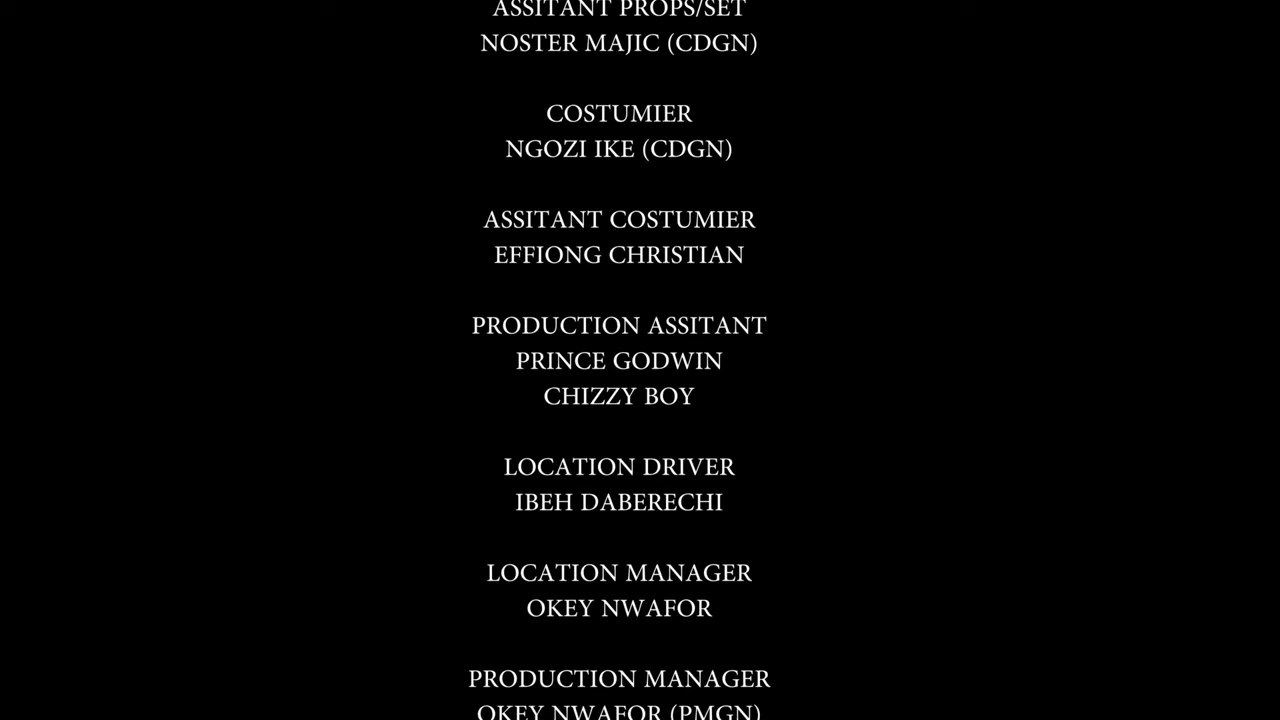 ASSITANT PROPS/SET
NOSTER MAJIC (CDGN)
COSTUMIER
NGOZI IKE (CDGN)
ASSITANT COSTUMIER
EFFIONG CHRISTIAN
PRODUCTION ASSITANT
PRINCE GODWIN
CHIZZY BOY
LOCATION DRIVER
IBEH DABERECHI
LOCATION MANAGER
OKEY NWAFOR
PRODUCTION MANAGER
OKEY NWAFOR (PMGN)